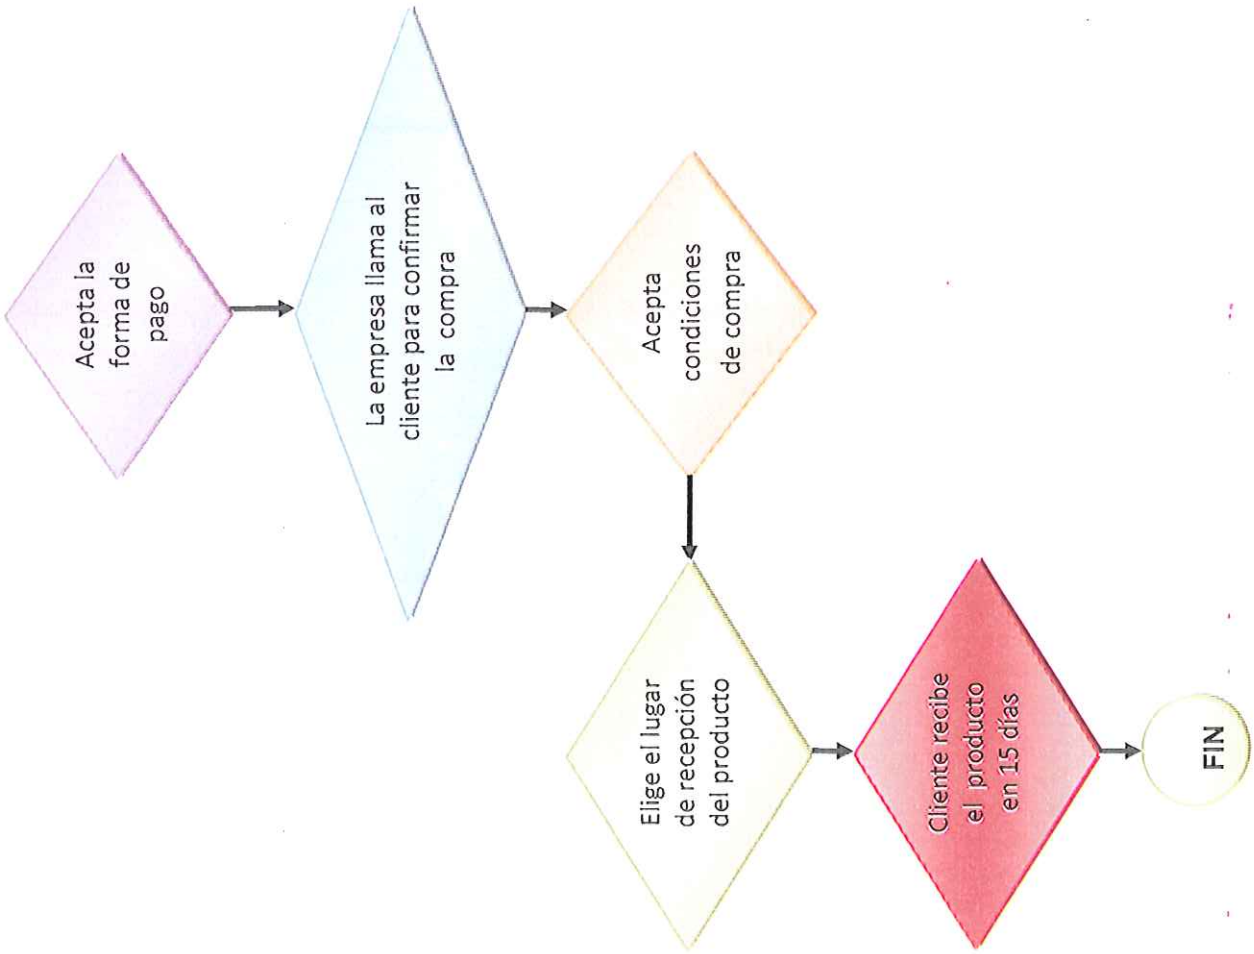 Acepta la
forma de
pago
La empresa llama al
cliente para confirmar
la compra
Acepta
condiciones
de compra
Elige el lugar
de recepción
del producto
Cliente recibe
el producto
en 15 días
FIN